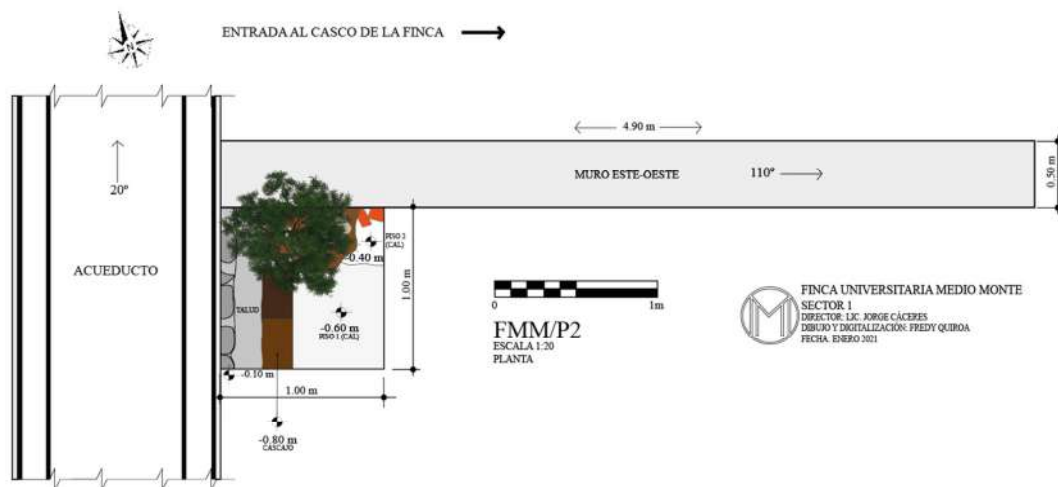 N
ENTRADA AL CASCO DE LA FINCA
4.90 m
MURO ESTE-OESTE
110º
0.50 m
20º
ACUEDUCTO
PISO 2
(CAL)
-0.40 m
TALUD
-0.60 m
PISO 1 (CAL)
1.00 m
-0.10 m
1.00 m
-0.80 m
CASCAJO
0
1m
FMM/P2
ESCALA 1:20
PLANTA
FINCA UNIVERSITARIA MEDIO MONTE
SECTOR 1
DIRECTOR: LIC. JORGE CÁCERES
DIBUJO Y DIGITALIZACIÓN: FREDY QUIROA
FECHA. ENERO 2021